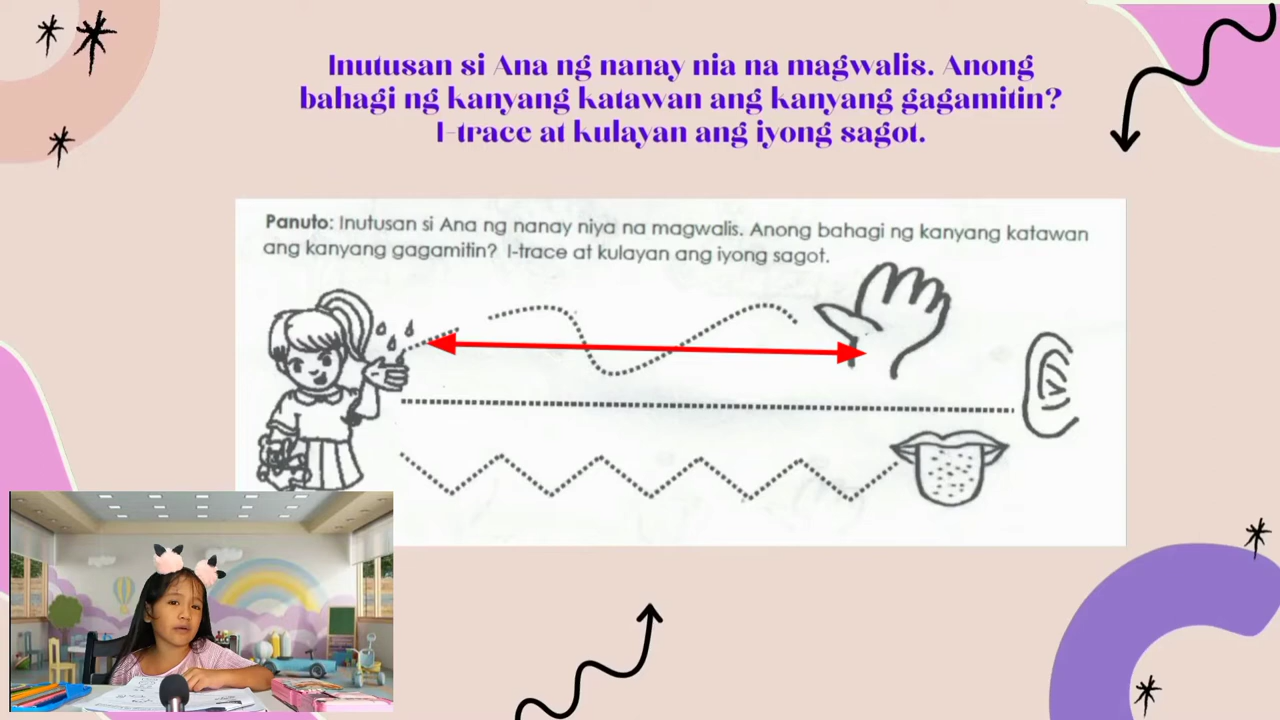 Inutusan si Ana ng nanay nia na magwalis. Anong
bahagi ng kanyang katawan ang kanyang gagamitin?
I-trace at kulayan ang iyong sagot.
Panuto: Inutusan si Ana ng nanay niya na magwalis. Anong bahagi ng kanyang katawan
ang kanyang gagamitin? I-trace at kulayan ang iyong sagot.